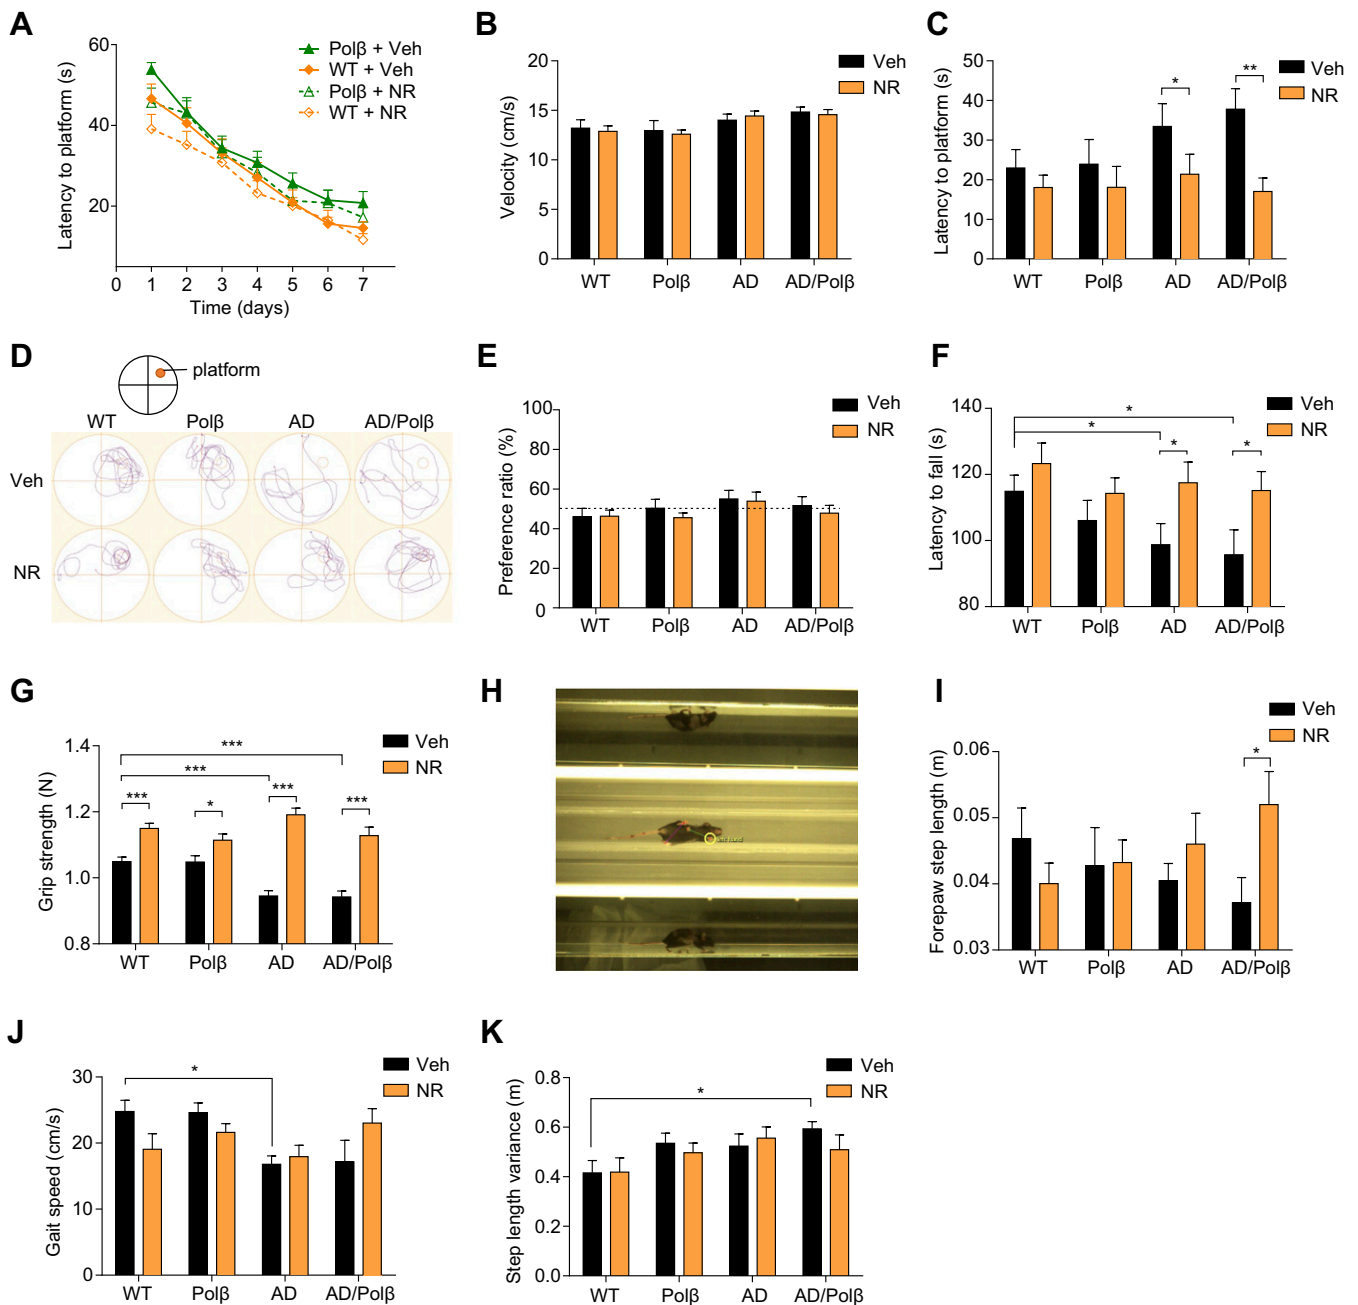 A
60
40
20
0
1
2
3
4
5
6
7
Latency to platform (s)
Time (days)
Polβ + Veh
WT + Veh
Polβ + NR
WT + NR
B
20
15
10
5
0
Velocity (cm/s)
WT
Polβ
AD
AD/Polβ
Veh
NR
C
50
40
30
20
10
0
Latency to platform (s)
*
**
WT
Polβ
AD
AD/Polβ
Veh
NR
D
platform
WT
Polβ
AD
AD/Polβ
Veh
NR
E
100
80
60
40
20
0
Preference ratio (%)
WT
Polβ
AD
AD/Polβ
Veh
NR
F
140
120
100
80
Latency to fall (s)
*
*
*
*
WT
Polβ
AD
AD/Polβ
Veh
NR
G
1.4
1.2
1.0
0.8
Grip strength (N)
***
***
***
*
***
***
WT
Polβ
AD
AD/Polβ
Veh
NR
H
I
0.06
0.05
0.04
0.03
Forepaw step length (m)
*
WT
Polβ
AD
AD/Polβ
Veh
NR
J
30
20
10
0
Gait speed (cm/s)
*
WT
Polβ
AD
AD/Polβ
Veh
NR
K
0.8
0.6
0.4
0.2
0.0
Step length variance (m)
*
WT
Polβ
AD
AD/Polβ
Veh
NR